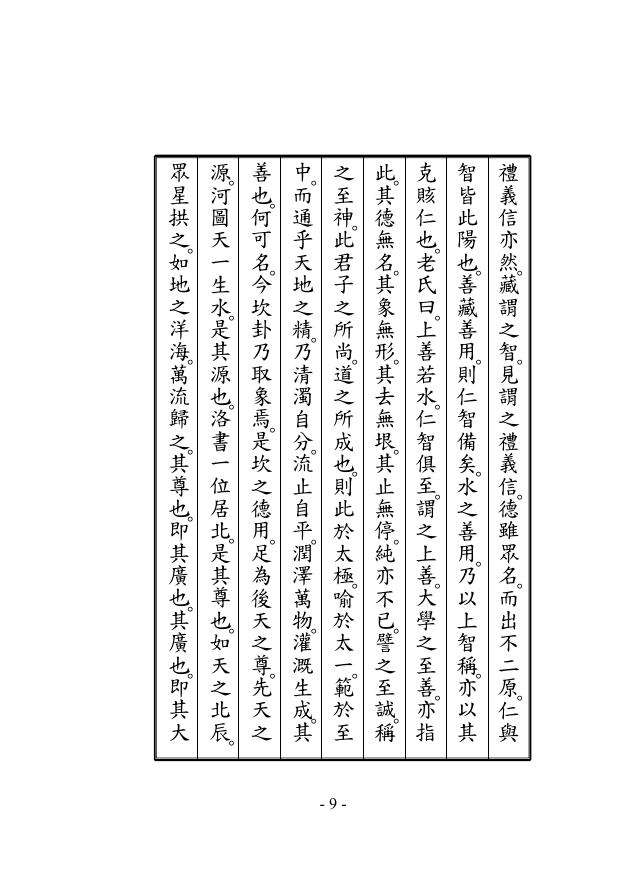 禮義信亦然。藏謂之智。見謂之禮義信。德雖眾名。而出不二原。仁與
智皆此陽也。善藏善用。則仁智備矣。水之善用。乃以上智稱。亦以其
克賅仁也。老氏曰。上善若水。仁智俱至。謂之上善。大學之至善。亦指
此。其德無名。其象無形。其去無垠。其止無停。純亦不已。譬之至誠。稱
之至神。此君子之所尚。道之所成也。則此於太極。喻於太一。範於至
中。而通乎天地之精。乃清濁自分。流止自平。潤澤萬物。灌溉生成。其
善也。何可名。今坎卦乃取象焉。是坎之德用。足為後天之尊。先天之
源。河圖天一生水。是其源也。洛書一位居北。是其尊也。如天之北辰。
眾星拱之。如地之洋海。萬流歸之。其尊也。即其廣也。其廣也。即其大
- 9 -